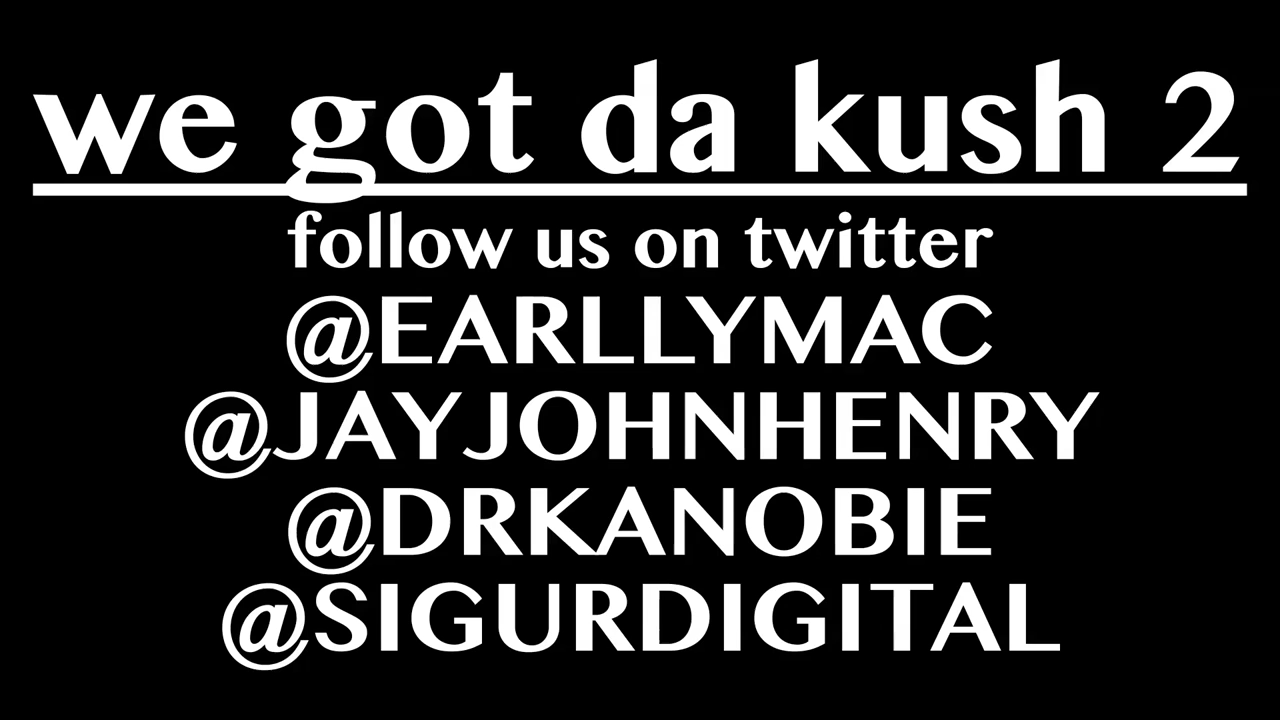 we got da kush 2
follow us on twitter
@EARLLYMAC
@JAYJOHNHENRY
@DRKANOBIE
@SIGURDIGITAL